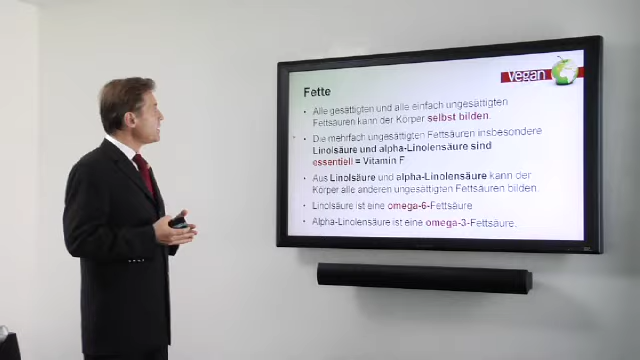 vegan
Fette
Alle gesättigten und alle einfach ungesättigten
Fettsäuren kann der Körper selbst bilden.
Die mehrfach ungesättigten Fettsäuren insbesondere
Linolsäure und alpha-Linolensäure sind
essentiell = Vitamin F
Aus Linolsäure und alpha-Linolensäure kann der
Körper alle anderen ungesättigten Fettsäuren bilden.
Linolsäure ist eine omega-6-Fettsäure
Alpha-Linolensäure ist eine omega-3-Fettsäure.